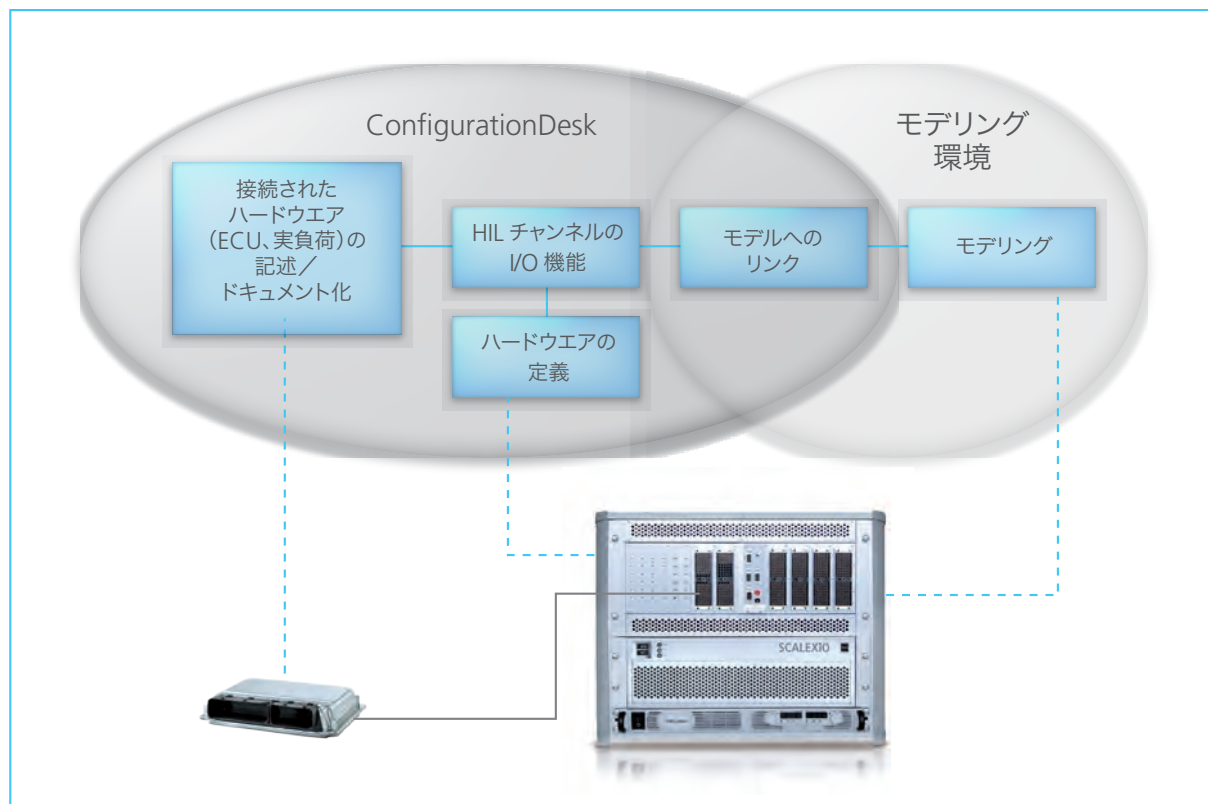 ConfigurationDesk
モデリング
環境
接続された
ハードウエア
(ECU、実負荷)の
記述／
ドキュメント化
HIL チャンネルの
I/O 機能
モデルへの
リンク
モデリング
ハードウエアの
定義
SCALEXIO